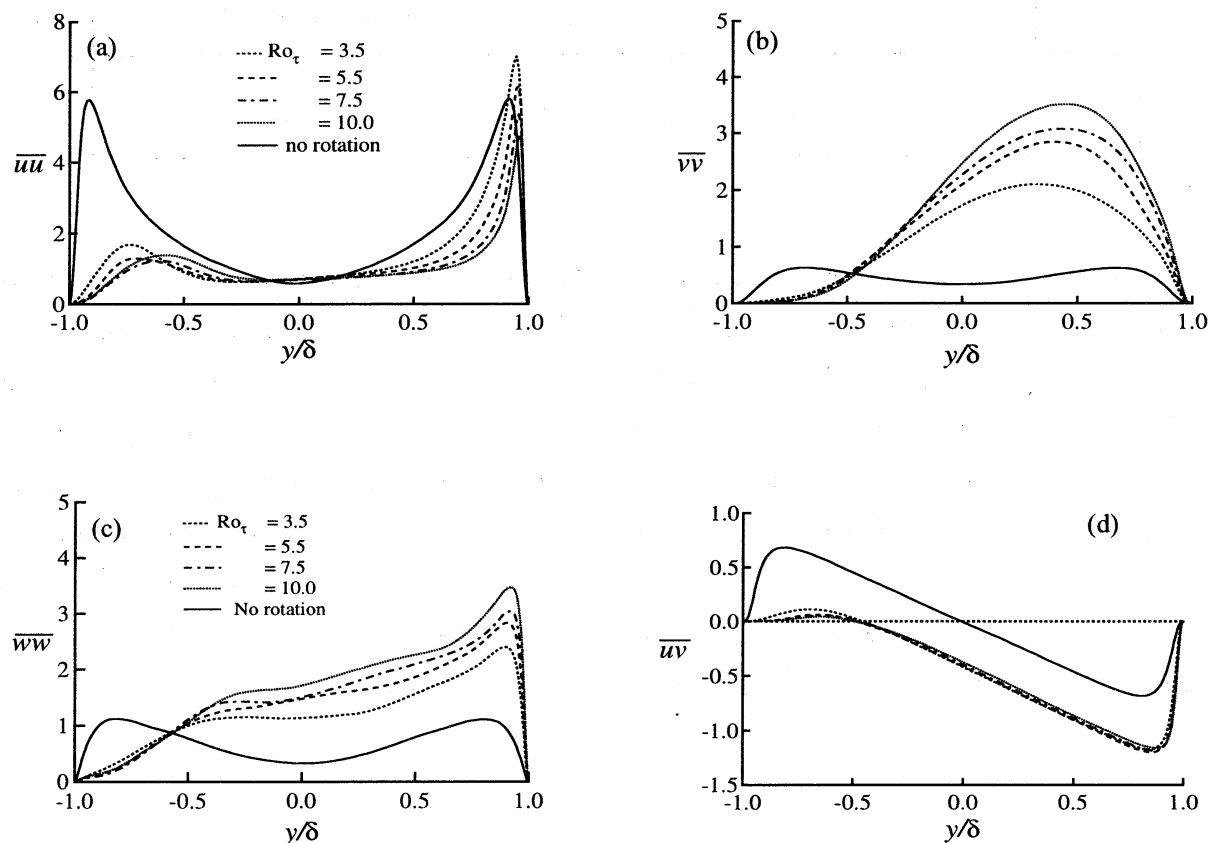 (a)
8
6
4
2
0
-1.0 -0.5 0.0 0.5 1.0
uu
y/δ
Ro_τ = 3.5
= 5.5
= 7.5
= 10.0
no rotation
(b)
5
4
3
2
1
0
-1.0 -0.5 0.0 0.5 1.0
vv
y/δ
(c)
5
4
3
2
1
0
-1.0 -0.5 0.0 0.5 1.0
ww
y/δ
Ro_τ = 3.5
= 5.5
= 7.5
= 10.0
No rotation
(d)
1.0
0.5
0.0
-0.5
-1.0
-1.5
-1.0 -0.5 0.0 0.5 1.0
uv
y/δ